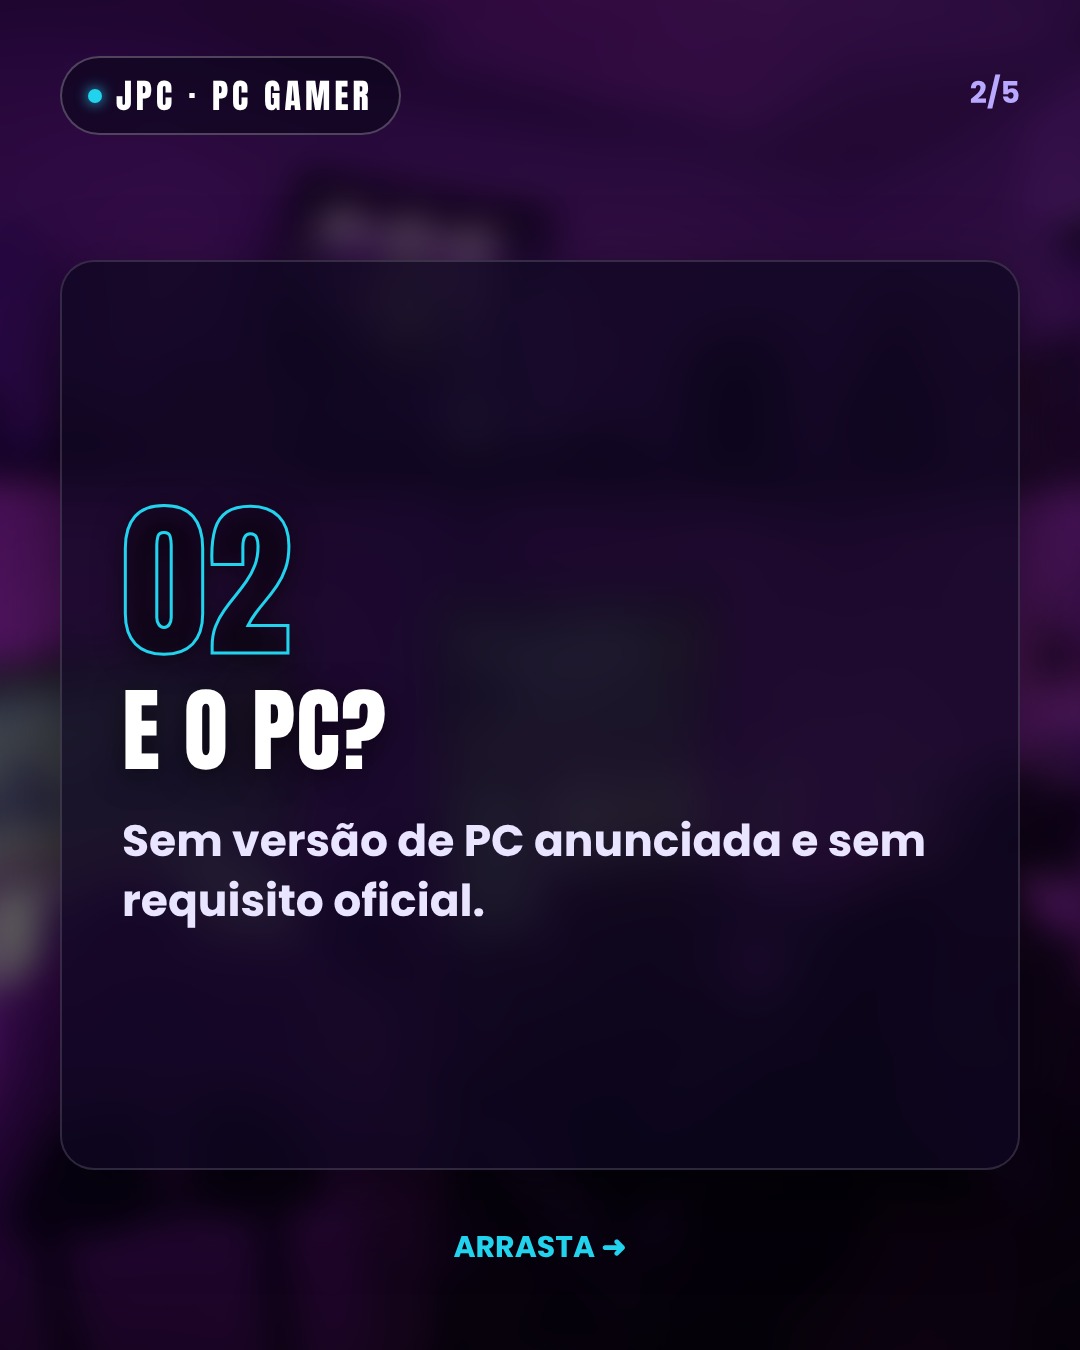 JPC · PC GAMER
2/5
02
E O PC?
Sem versão de PC anunciada e sem
requisito oficial.
ARRASTA →